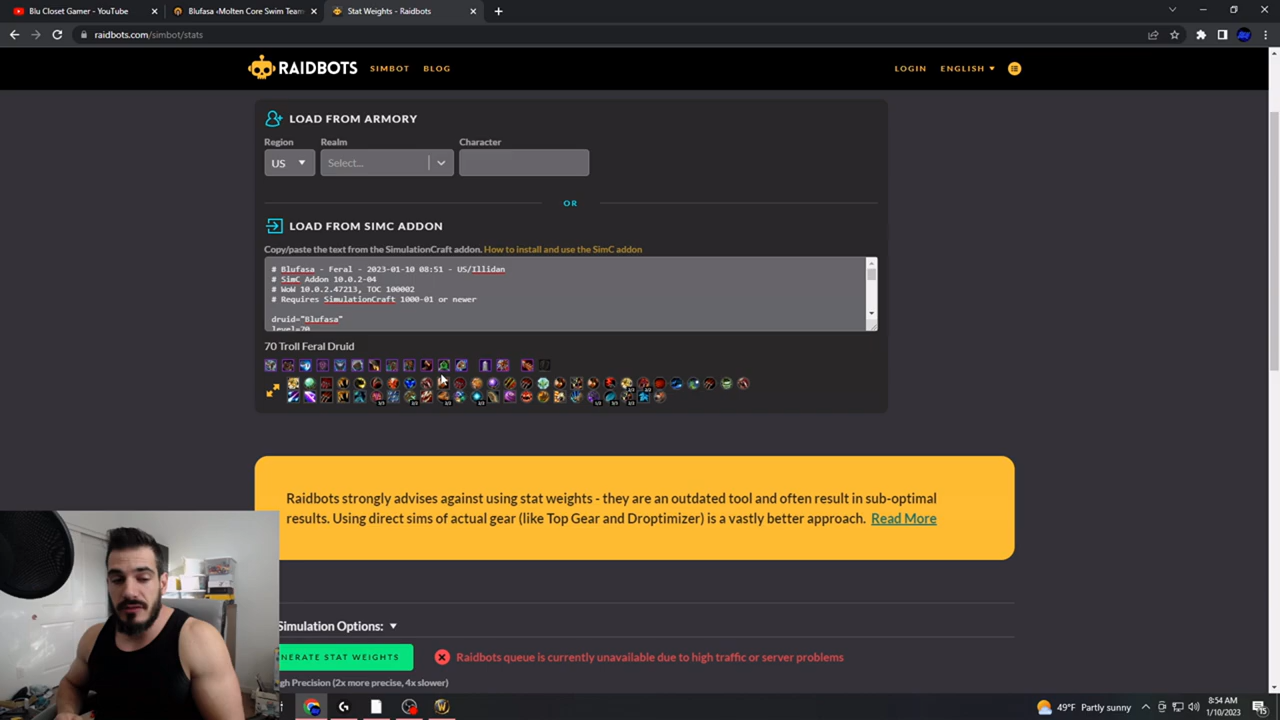 Blu Closet Gamer - YouTube
Blufasa ‹Molten Core Swim Team
Stat Weights - Raidbots
raidbots.com/simbot/stats
RAIDBOTS
SIMBOT
BLOG
LOGIN
ENGLISH
LOAD FROM ARMORY
Region
Realm
Character
US
Select...
OR
LOAD FROM SIMC ADDON
Copy/paste the text from the SimulationCraft addon. How to install and use the SimC addon
# Blufasa - Feral - 2023-01-10 08:51 - US/Illidan
# SimC Addon 10.0.2-04
# WoW 10.0.2.47213, TOC 100002
# Requires SimulationCraft 1000-01 or newer
druid="Blufasa"
level=70
70 Troll Feral Druid
Raidbots strongly advises against using stat weights - they are an outdated tool and often result in sub-optimal
results. Using direct sims of actual gear (like Top Gear and Droptimizer) is a vastly better approach. Read More
Simulation Options:
NERATE STAT WEIGHTS
Raidbots queue is currently unavailable due to high traffic or server problems
gh Precision (2x more precise, 4x slower)
49°F Partly sunny
8:54 AM
1/10/2023